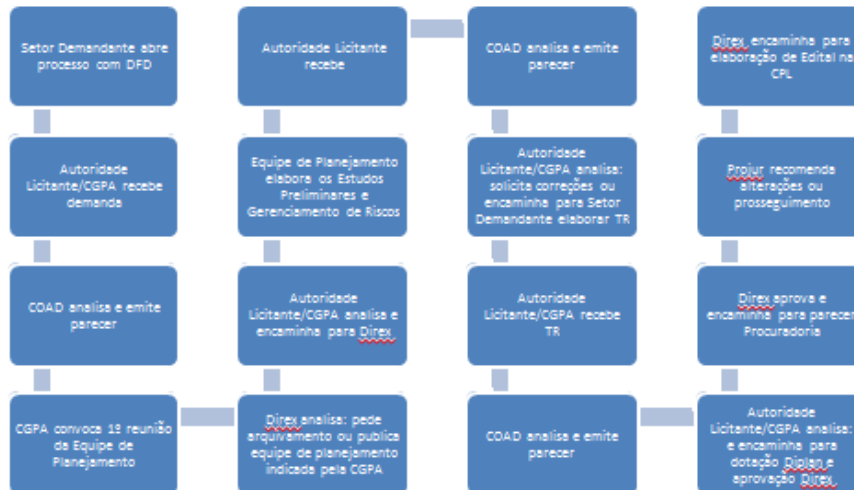 Setor Demandante abre
processo com DFD
Autoridade
Licitante/CGPA recebe
demanda
COAD analisa e emite
parecer
CGPA convoca 1ª reunião
da Equipe de
Planejamento
Direx analisa: pede
arquivamento ou publica
equipe de planejamento
indicada pela CGPA
Autoridade
Licitante/CGPA analisa e
encaminha para Direx
Equipe de Planejamento
elabora os Estudos
Preliminares e
Gerenciamento de Riscos
Autoridade Licitante
recebe
COAD analisa e emite
parecer
Autoridade
Licitante/CGPA analisa:
solicita correções ou
encaminha para Setor
Demandante elaborar TR
Autoridade
Licitante/CGPA recebe
TR
COAD analisa e emite
parecer
Autoridade
Licitante/CGPA analisa:
e encaminha para
dotação Diplan e
aprovação Direx
Direx aprova e
encaminha para parecer
Procuradoria
Projur recomenda
alterações ou
prosseguimento
Direx encaminha para
elaboração de Edital na
CPL